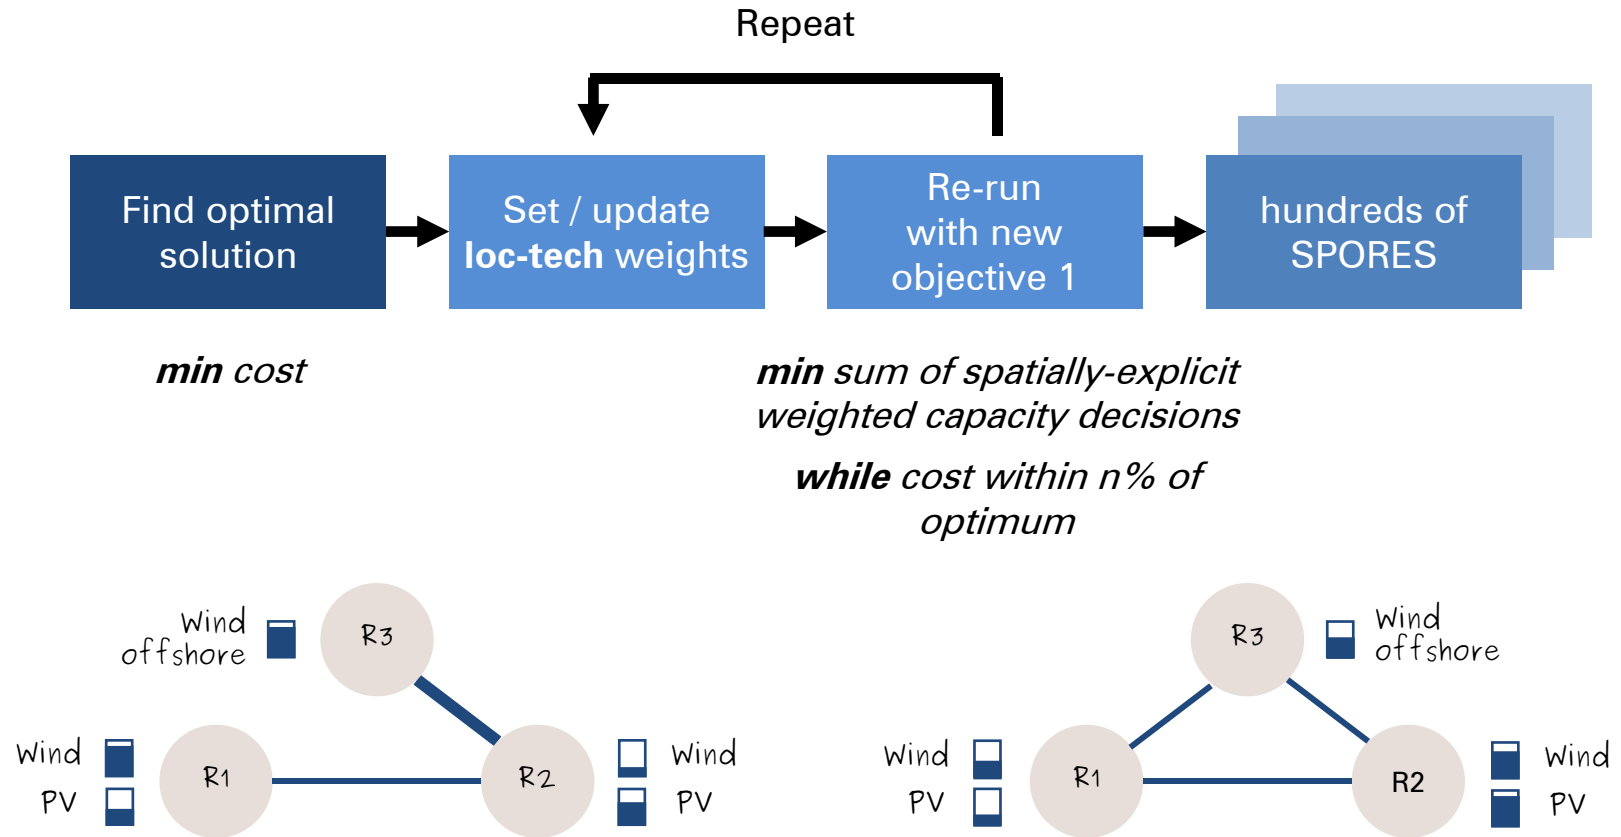 Repeat
Find optimal
solution
Set / update
loc-tech weights
Re-run
with new
objective 1
hundreds of
SPORES
min cost
min sum of spatially-explicit
weighted capacity decisions
while cost within n% of
optimum
Wind
offshore
R3
Wind
PV
R1
R2
Wind
PV
R3
Wind
offshore
Wind
PV
R1
R2
Wind
PV